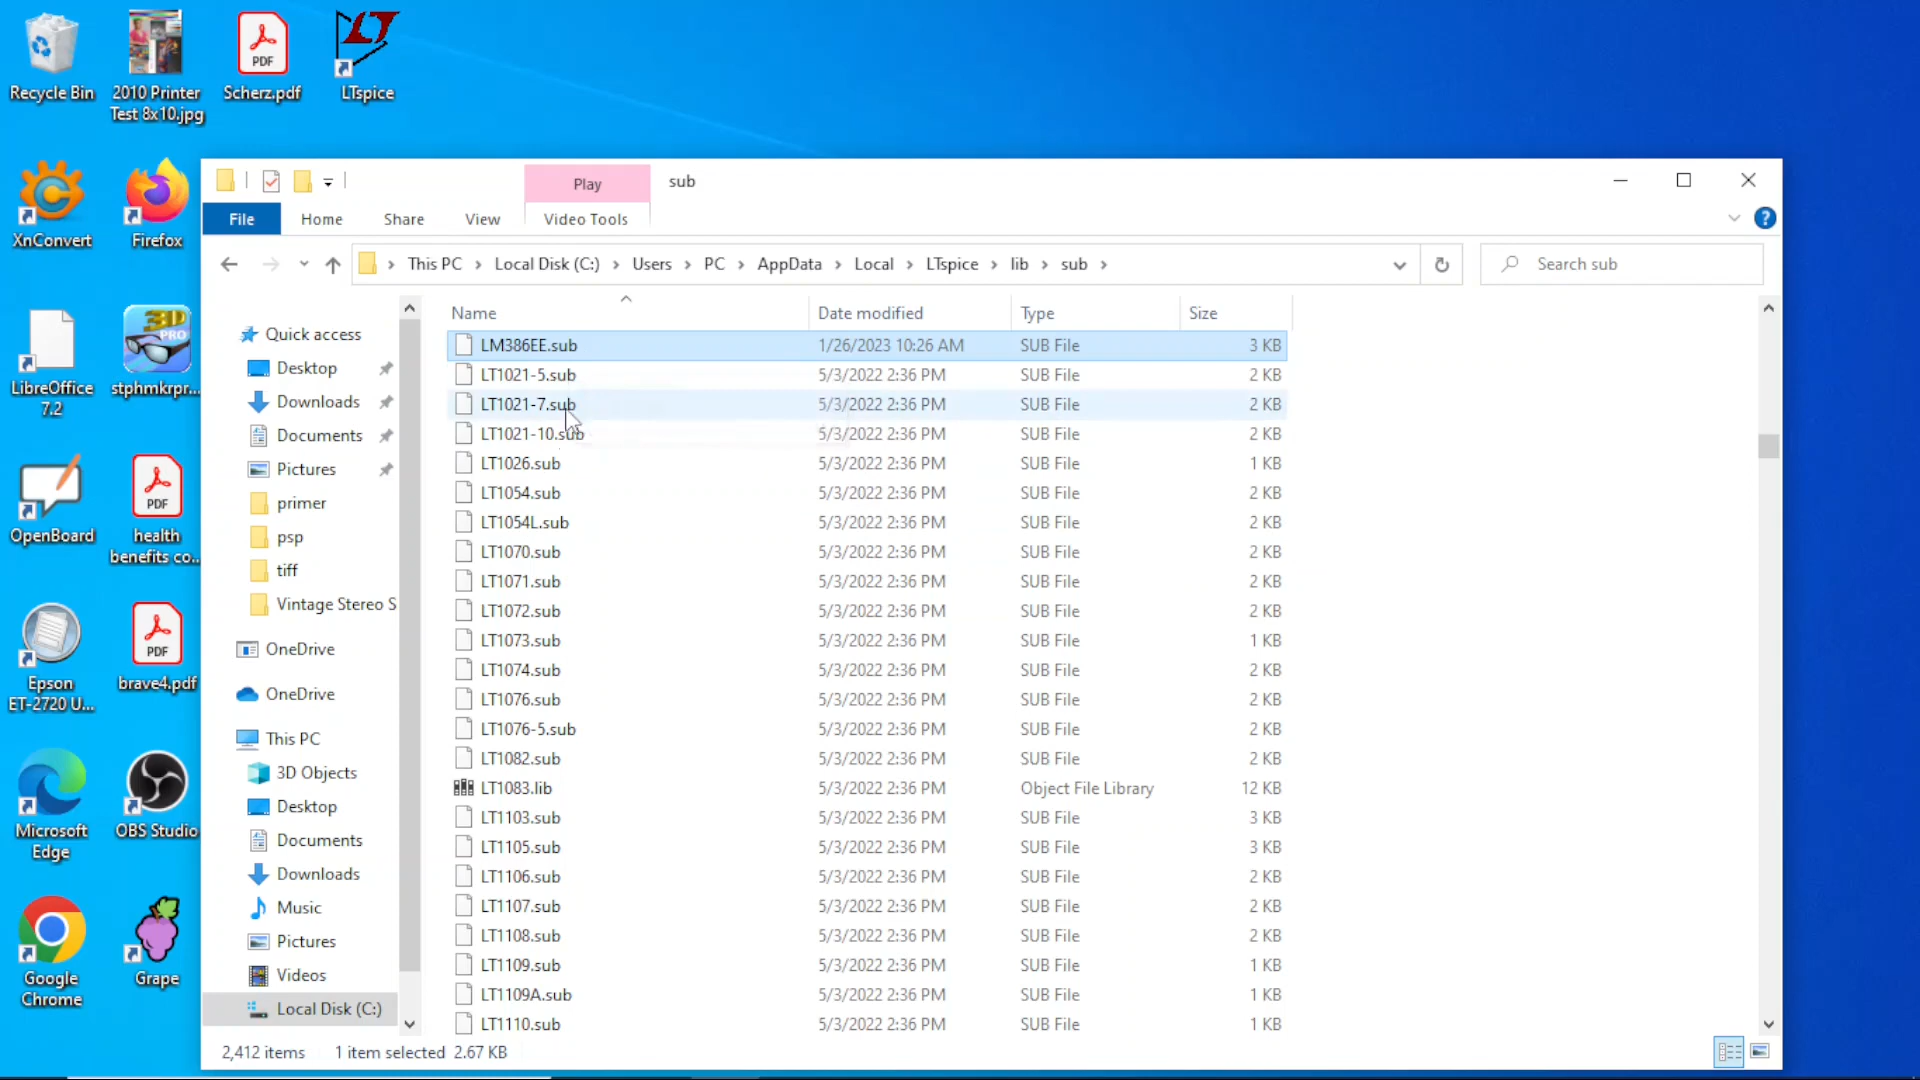 Recycle Bin
2010 Printer
Test 8x10.jpg
PDF
Scherz.pdf
LT
LTspice
XnConvert
Firefox
LibreOffice
7.2
3D
PRO
stphmkrpr...
OpenBoard
PDF
health
benefits co...
Epson
ET-2720 U...
PDF
brave4.pdf
Microsoft
Edge
OBS Studio
Google
Chrome
Grape
Play
sub
File
Home
Share
View
Video Tools
This PC
Local Disk (C:)
Users
PC
AppData
Local
LTspice
lib
sub
Search sub
Quick access
Desktop
Downloads
Documents
Pictures
primer
psp
tiff
Vintage Stereo S
OneDrive
OneDrive
This PC
3D Objects
Desktop
Documents
Downloads
Music
Pictures
Videos
Local Disk (C:)
Name Date modified Type Size
LM386EE.sub 1/26/2023 10:26 AM SUB File 3 KB
LT1021-5.sub 5/3/2022 2:36 PM SUB File 2 KB
LT1021-7.sub 5/3/2022 2:36 PM SUB File 2 KB
LT1021-10.sub 5/3/2022 2:36 PM SUB File 2 KB
LT1026.sub 5/3/2022 2:36 PM SUB File 1 KB
LT1054.sub 5/3/2022 2:36 PM SUB File 2 KB
LT1054L.sub 5/3/2022 2:36 PM SUB File 2 KB
LT1070.sub 5/3/2022 2:36 PM SUB File 2 KB
LT1071.sub 5/3/2022 2:36 PM SUB File 2 KB
LT1072.sub 5/3/2022 2:36 PM SUB File 2 KB
LT1073.sub 5/3/2022 2:36 PM SUB File 1 KB
LT1074.sub 5/3/2022 2:36 PM SUB File 2 KB
LT1076.sub 5/3/2022 2:36 PM SUB File 2 KB
LT1076-5.sub 5/3/2022 2:36 PM SUB File 2 KB
LT1082.sub 5/3/2022 2:36 PM SUB File 2 KB
LT1083.lib 5/3/2022 2:36 PM Object File Library 12 KB
LT1103.sub 5/3/2022 2:36 PM SUB File 3 KB
LT1105.sub 5/3/2022 2:36 PM SUB File 3 KB
LT1106.sub 5/3/2022 2:36 PM SUB File 2 KB
LT1107.sub 5/3/2022 2:36 PM SUB File 2 KB
LT1108.sub 5/3/2022 2:36 PM SUB File 2 KB
LT1109.sub 5/3/2022 2:36 PM SUB File 1 KB
LT1109A.sub 5/3/2022 2:36 PM SUB File 1 KB
LT1110.sub 5/3/2022 2:36 PM SUB File 1 KB
2,412 items 1 item selected 2.67 KB